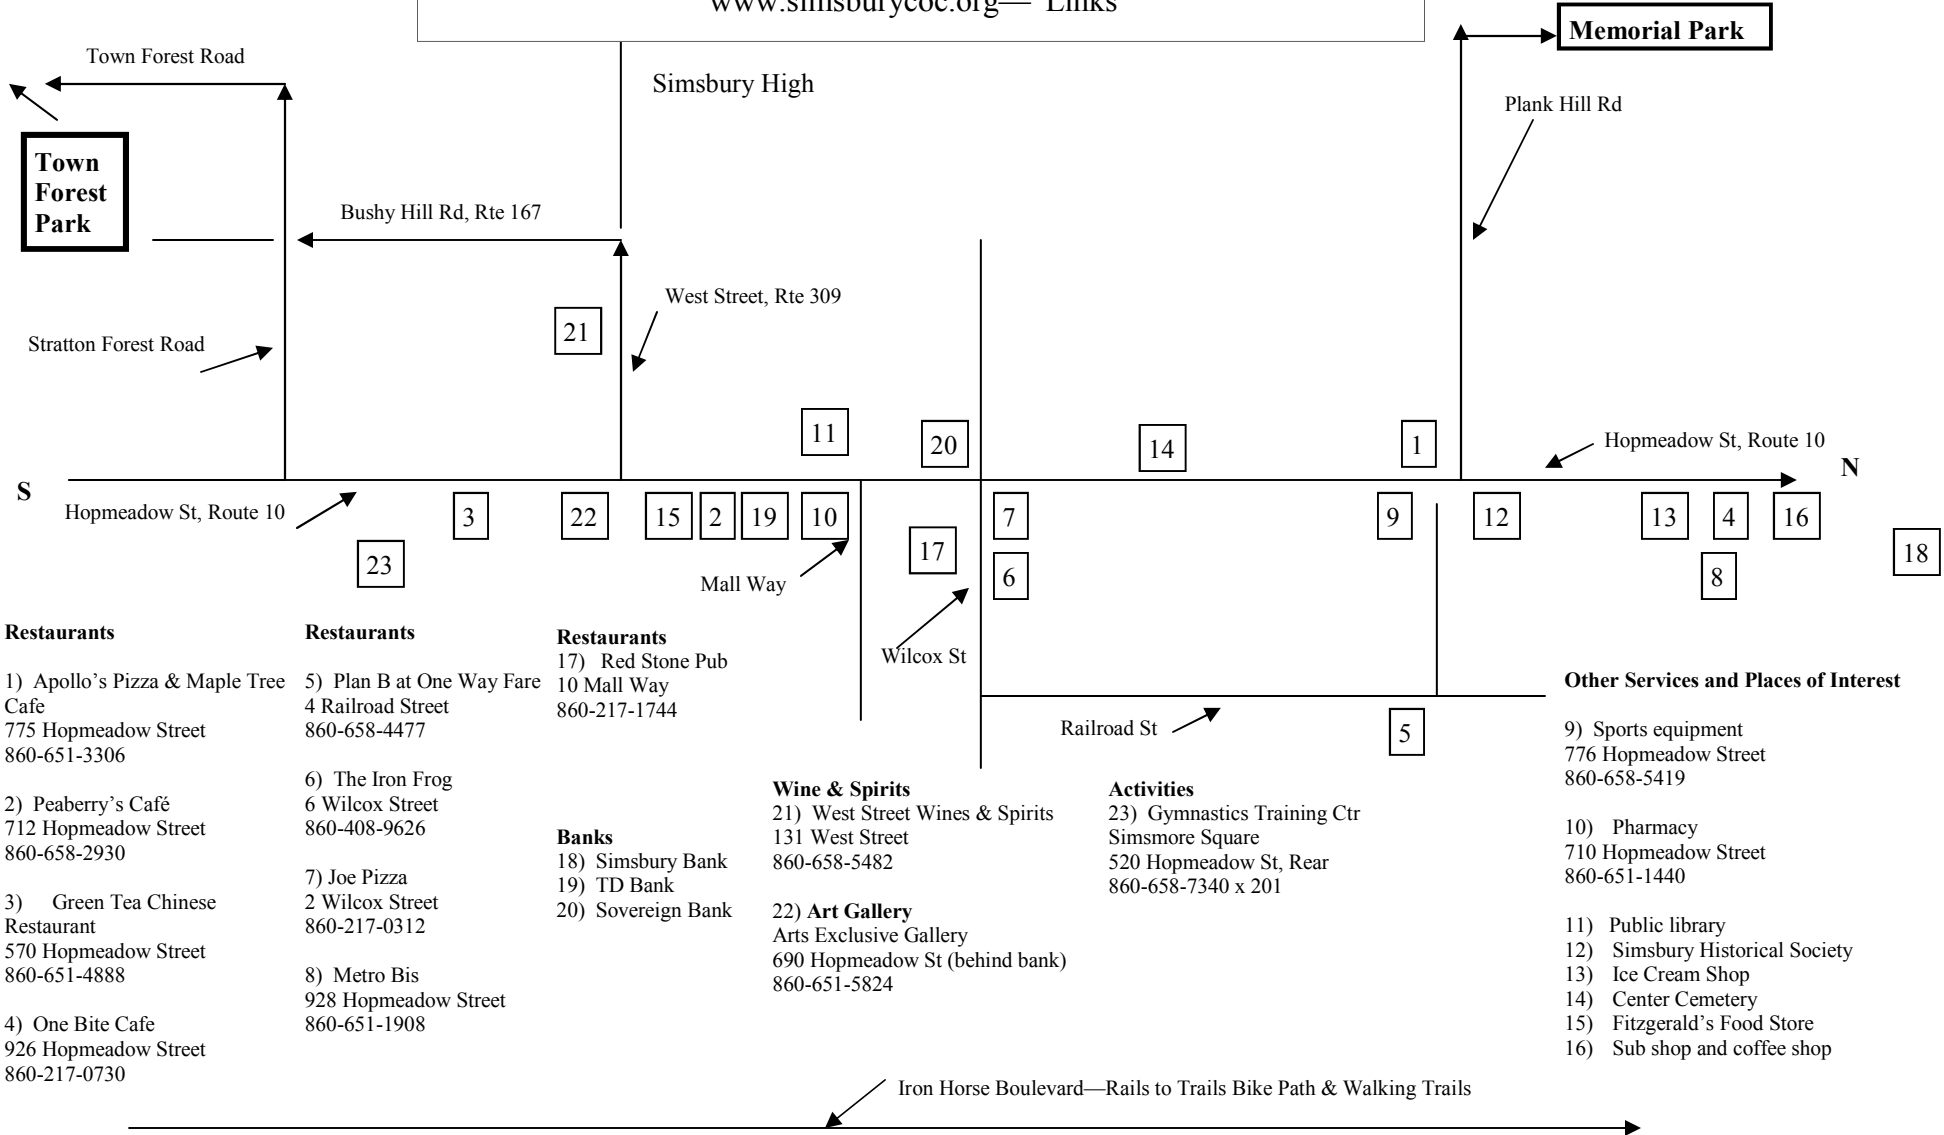 www.simsburycoc.org— Links
Memorial Park
Town Forest Road
Simsbury High
Plank Hill Rd
Town
Forest
Park
Bushy Hill Rd, Rte 167
West Street, Rte 309
21
Stratton Forest Road
11
20
14
1
Hopmeadow St, Route 10
S
N
Hopmeadow St, Route 10
3
22
15
2
19
10
7
9
12
13
4
16
23
Mall Way
17
6
8
18
Wilcox St
Railroad St
5
Restaurants
1) Apollo’s Pizza & Maple Tree
Cafe
775 Hopmeadow Street
860-651-3306
2) Peaberry’s Café
712 Hopmeadow Street
860-658-2930
3) Green Tea Chinese
Restaurant
570 Hopmeadow Street
860-651-4888
4) One Bite Cafe
926 Hopmeadow Street
860-217-0730
Restaurants
5) Plan B at One Way Fare
4 Railroad Street
860-658-4477
6) The Iron Frog
6 Wilcox Street
860-408-9626
7) Joe Pizza
2 Wilcox Street
860-217-0312
8) Metro Bis
928 Hopmeadow Street
860-651-1908
Restaurants
17) Red Stone Pub
10 Mall Way
860-217-1744
Banks
18) Simsbury Bank
19) TD Bank
20) Sovereign Bank
Wine & Spirits
21) West Street Wines & Spirits
131 West Street
860-658-5482
22) Art Gallery
Arts Exclusive Gallery
690 Hopmeadow St (behind bank)
860-651-5824
Activities
23) Gymnastics Training Ctr
Simsmore Square
520 Hopmeadow St, Rear
860-658-7340 x 201
Other Services and Places of Interest
9) Sports equipment
776 Hopmeadow Street
860-658-5419
10) Pharmacy
710 Hopmeadow Street
860-651-1440
11) Public library
12) Simsbury Historical Society
13) Ice Cream Shop
14) Center Cemetery
15) Fitzgerald’s Food Store
16) Sub shop and coffee shop
Iron Horse Boulevard—Rails to Trails Bike Path & Walking Trails